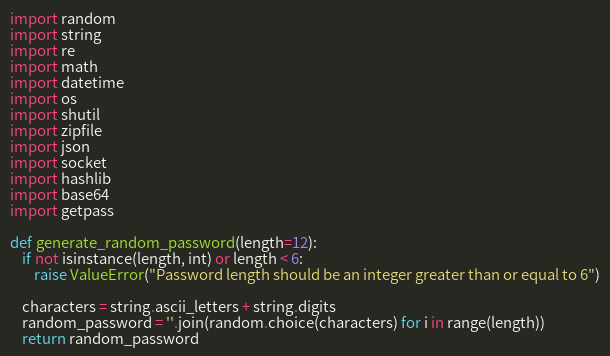 import random
import string
import re
import math
import datetime
import os
import shutil
import zipfile
import json
import socket
import hashlib
import base64
import getpass

def generate_random_password(length=12):
    if not isinstance(length, int) or length < 6:
        raise ValueError("Password length should be an integer greater than or equal to 6")

    characters = string.ascii_letters + string.digits
    random_password = ''.join(random.choice(characters) for i in range(length))
    return random_password